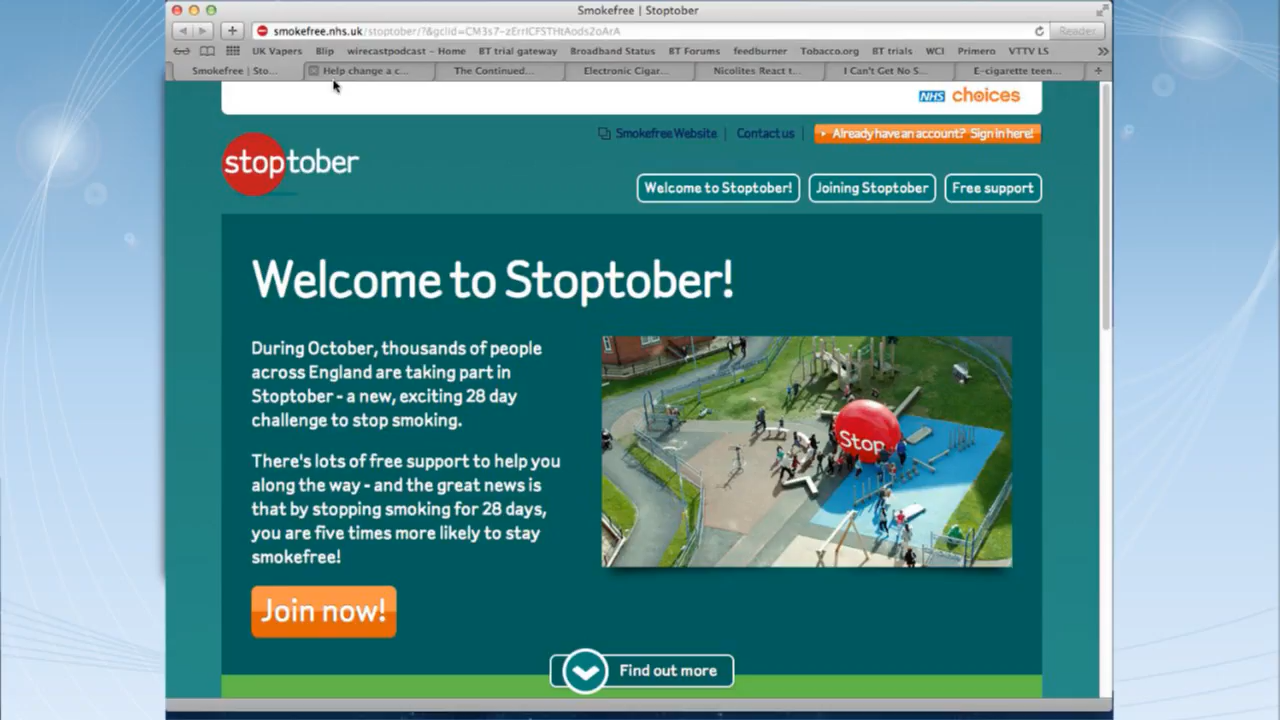 Smokefree | Stoptober
smokefree.nhs.uk/stoptober/?&gclid=CM3s7-zErrICFSTHtAodsZoArA
Reader
UK Vapers Blip wirecastpodcast - Home BT trial gateway Broadband Status BT Forums feedburner Tobacco.org BT trials WCI Primero VTTV LS
Smokefree | Sto... Help change a c... The Continued... Electronic Cigar... Nicolites React t... I Can't Get No S... E-cigarette teen...
NHS choices
Smokefree Website | Contact us | Already have an account? Sign in here!
stoptober
Welcome to Stoptober! Joining Stoptober Free support
Welcome to Stoptober!
During October, thousands of people
across England are taking part in
Stoptober - a new, exciting 28 day
challenge to stop smoking.
There's lots of free support to help you
along the way - and the great news is
that by stopping smoking for 28 days,
you are five times more likely to stay
smokefree!
Stop
Join now!
Find out more